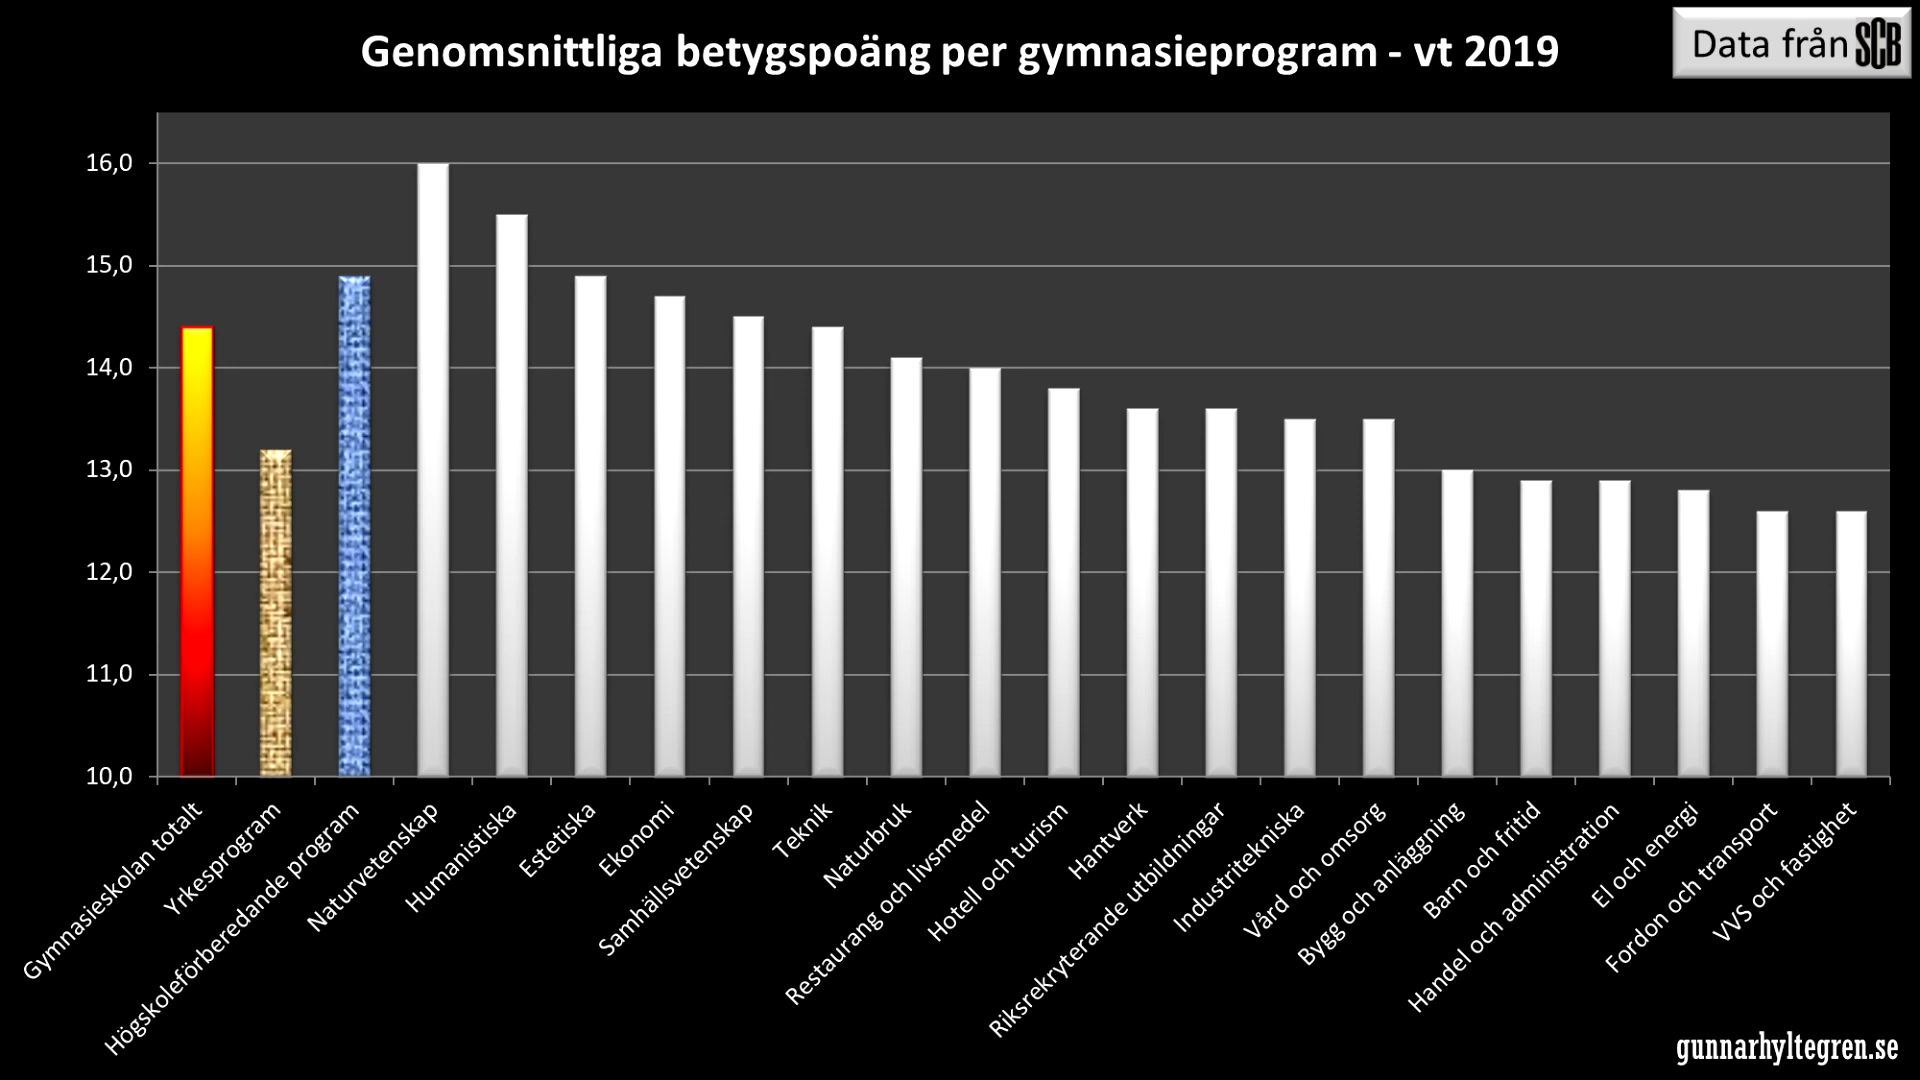 Genomsnittliga betygspoäng per gymnasieprogram - vt 2019
Data från SCB
16,0
15,0
14,0
13,0
12,0
11,0
10,0
Gymnasieskolan totalt
Yrkesprogram
Högskoleförberedande program
Naturvetenskap
Humanistiska
Estetiska
Ekonomi
Samhällsvetenskap
Teknik
Naturbruk
Restaurang och livsmedel
Hotell och turism
Hantverk
Riksrekryterande utbildningar
Industritekniska
Vård och omsorg
Bygg och anläggning
Barn och fritid
Handel och administration
El och energi
Fordon och transport
VVS och fastighet
gunnarhyltegren.se